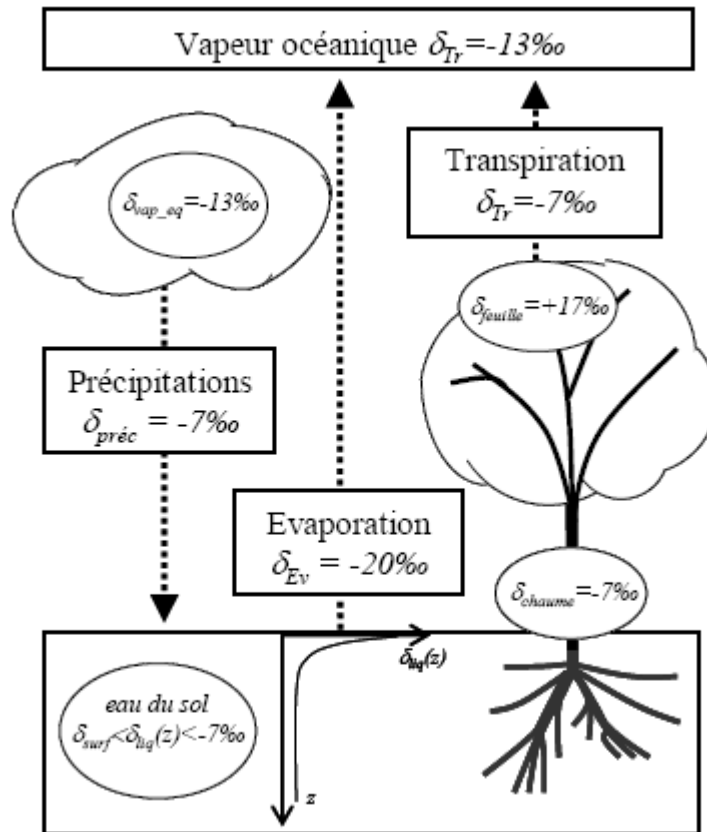 Vapeur océanique δTr=-13‰
δvap_eq=-13‰
Transpiration
δTr=-7‰
δfeuille=+17‰
Précipitations
δpréc = -7‰
Evaporation
δEv = -20‰
δchaume=-7‰
δliq(z)
eau du sol
δsurf<δliq(z)<-7‰
z